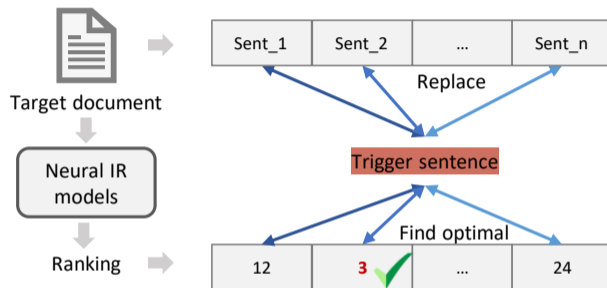 Sent_1 Sent_2 ... Sent_n
Replace
Target document
Trigger sentence
Neural IR
models
Find optimal
Ranking
12 3 ... 24